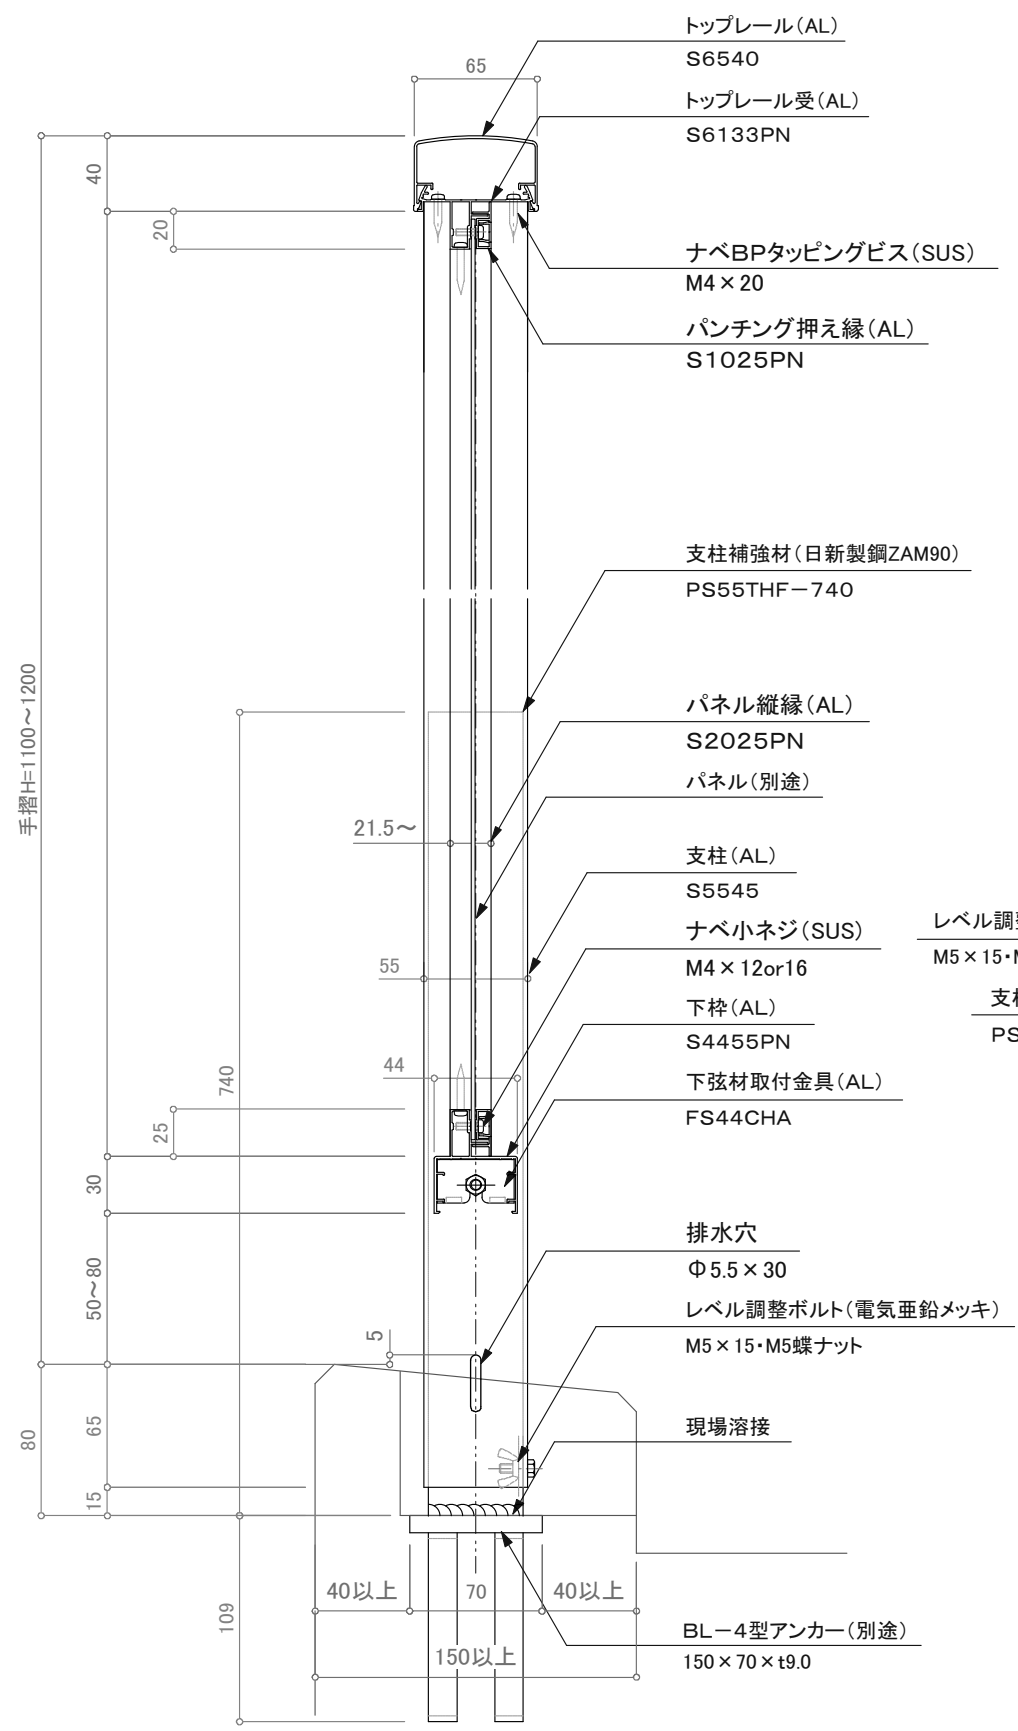 トップレール（AL）
S6540
65
トップレール受（AL）
S6133PN
40
20
ナベBPタッピングビス（SUS）
M4×20
パンチング押え縁（AL）
S1025PN
支柱補強材（日新製鋼ZAM90）
PS55THF－740
手摺H=1100～1200
パネル縦縁（AL）
S2025PN
パネル（別途）
21.5～
支柱（AL）
S5545
ナベ小ネジ（SUS）
M4×12or16
レベル調
M5×15・
55
下枠（AL）
S4455PN
PS
44
740
下弦材取付金具（AL）
FS44CHA
25
30
排水穴
Φ5.5×30
50～80
レベル調整ボルト（電気亜鉛メッキ）
M5×15・M5蝶ナット
5
65
80
現場溶接
15
40以上
70
40以上
109
BL－4型アンカー（別途）
150×70×t9.0
150以上